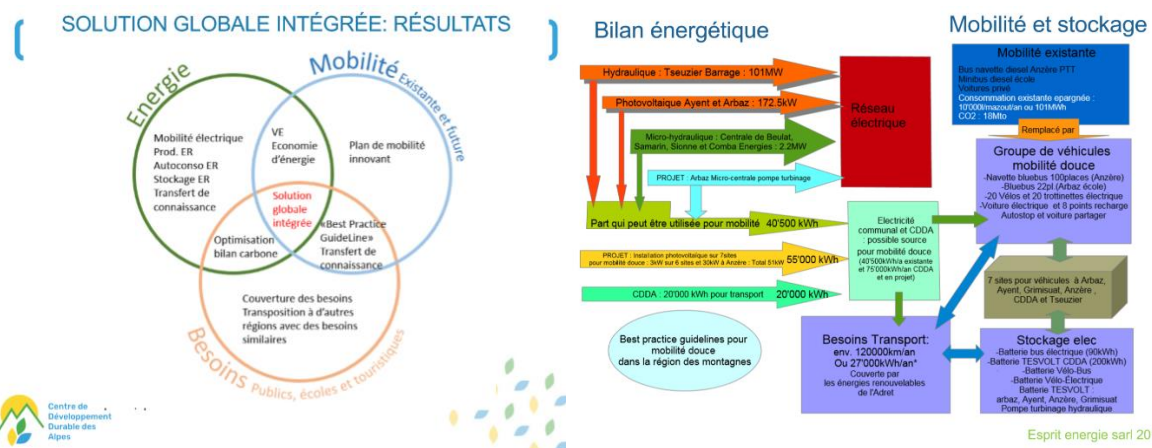 SOLUTION GLOBALE INTÉGRÉE: RÉSULTATS
Energie
Mobilité Existante et future
Mobilité électrique
Prod. ER
Autoconso ER
Stockage ER
Transfert de
connaissance
VE
Economie
d'énergie
Plan de mobilité
innovant
Solution
globale
intégrée
Optimisation
bilan carbone
«Best Practice
GuideLine»
Transfert de
connaissance
Couverture des besoins
Transposition à d'autres
régions avec des besoins
similaires
Besoins Publics, écoles et touristiques
Centre de
Développement
Durable des
Alpes
Bilan énergétique
Hydraulique : Tseuzier Barrage : 101MW
Photovoltaique Ayent et Arbaz : 172.5kW
Micro-hydraulique : Centrale de Beulat,
Samarin, Sionne et Comba Energies : 2.2MW
PROJET : Arbaz Micro-centrale pompe turbinage
Réseau
électrique
Part qui peut être utilisée pour mobilité 40'500 kWh
PROJET : Installation photovoltaique sur 7sites
pour mobilité douce : 3kW sur 6 sites et 30kW à Anzère : Total 51kW
55'000 kWh
CDDA : 20'000 kWh pour transport 20'000 kWh
Electricité
communal et CDDA
: possible source
pour mobilité douce
(40'500kWh/a existante
et 75'000kWh/an CDDA
et en projet)
Best practice guidelines pour
mobilité douce
dans la région des montagnes
Besoins Transport:
env. 120000km/an
Ou 27'000kWh/an*
Couverte par
les énergies renouvelables
de l'Adret
Mobilité et stockage
Mobilité existante
Bus navette diesel Anzère PTT
Minibus diesel école
Voitures privé
Consommation existante epargnée :
10'000l/mazout/an ou 101MWh
CO2 : 18Mto
Remplacé par
Groupe de véhicules
mobilité douce
-Navette bluebus 100places (Anzère)
-Bluebus 22pl.(Arbaz école)
-20 Vélos et 20 trottinettes électrique
-Voiture électrique et 8 points recharge
Autostop et voiture partager
7 sites pour véhicules à Arbaz,
Ayent, Grimisuat, Anzère ,
CDDA et Tseuzier
Stockage elec
-Batterie bus électrique (90kWh)
-Batterie TESVOLT CDDA (200kWh)
-Batterie Vélo-Bus
-Batterie Vélo-Électrique
Batterie TESVOLT :
arbaz, Ayent, Anzère, Grimisuat
Pompe turbinage hydraulique
Esprit energie sarl 20